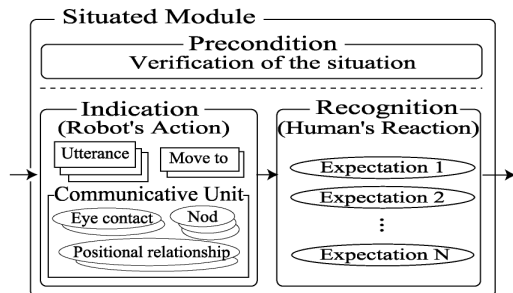 Situated Module
Precondition
Verification of the situation
Indication
(Robot's Action)
Utterance
Move to
Communicative Unit
Eye contact
Nod
Positional relationship
Recognition
(Human's Reaction)
Expectation 1
Expectation 2
⋮
Expectation N